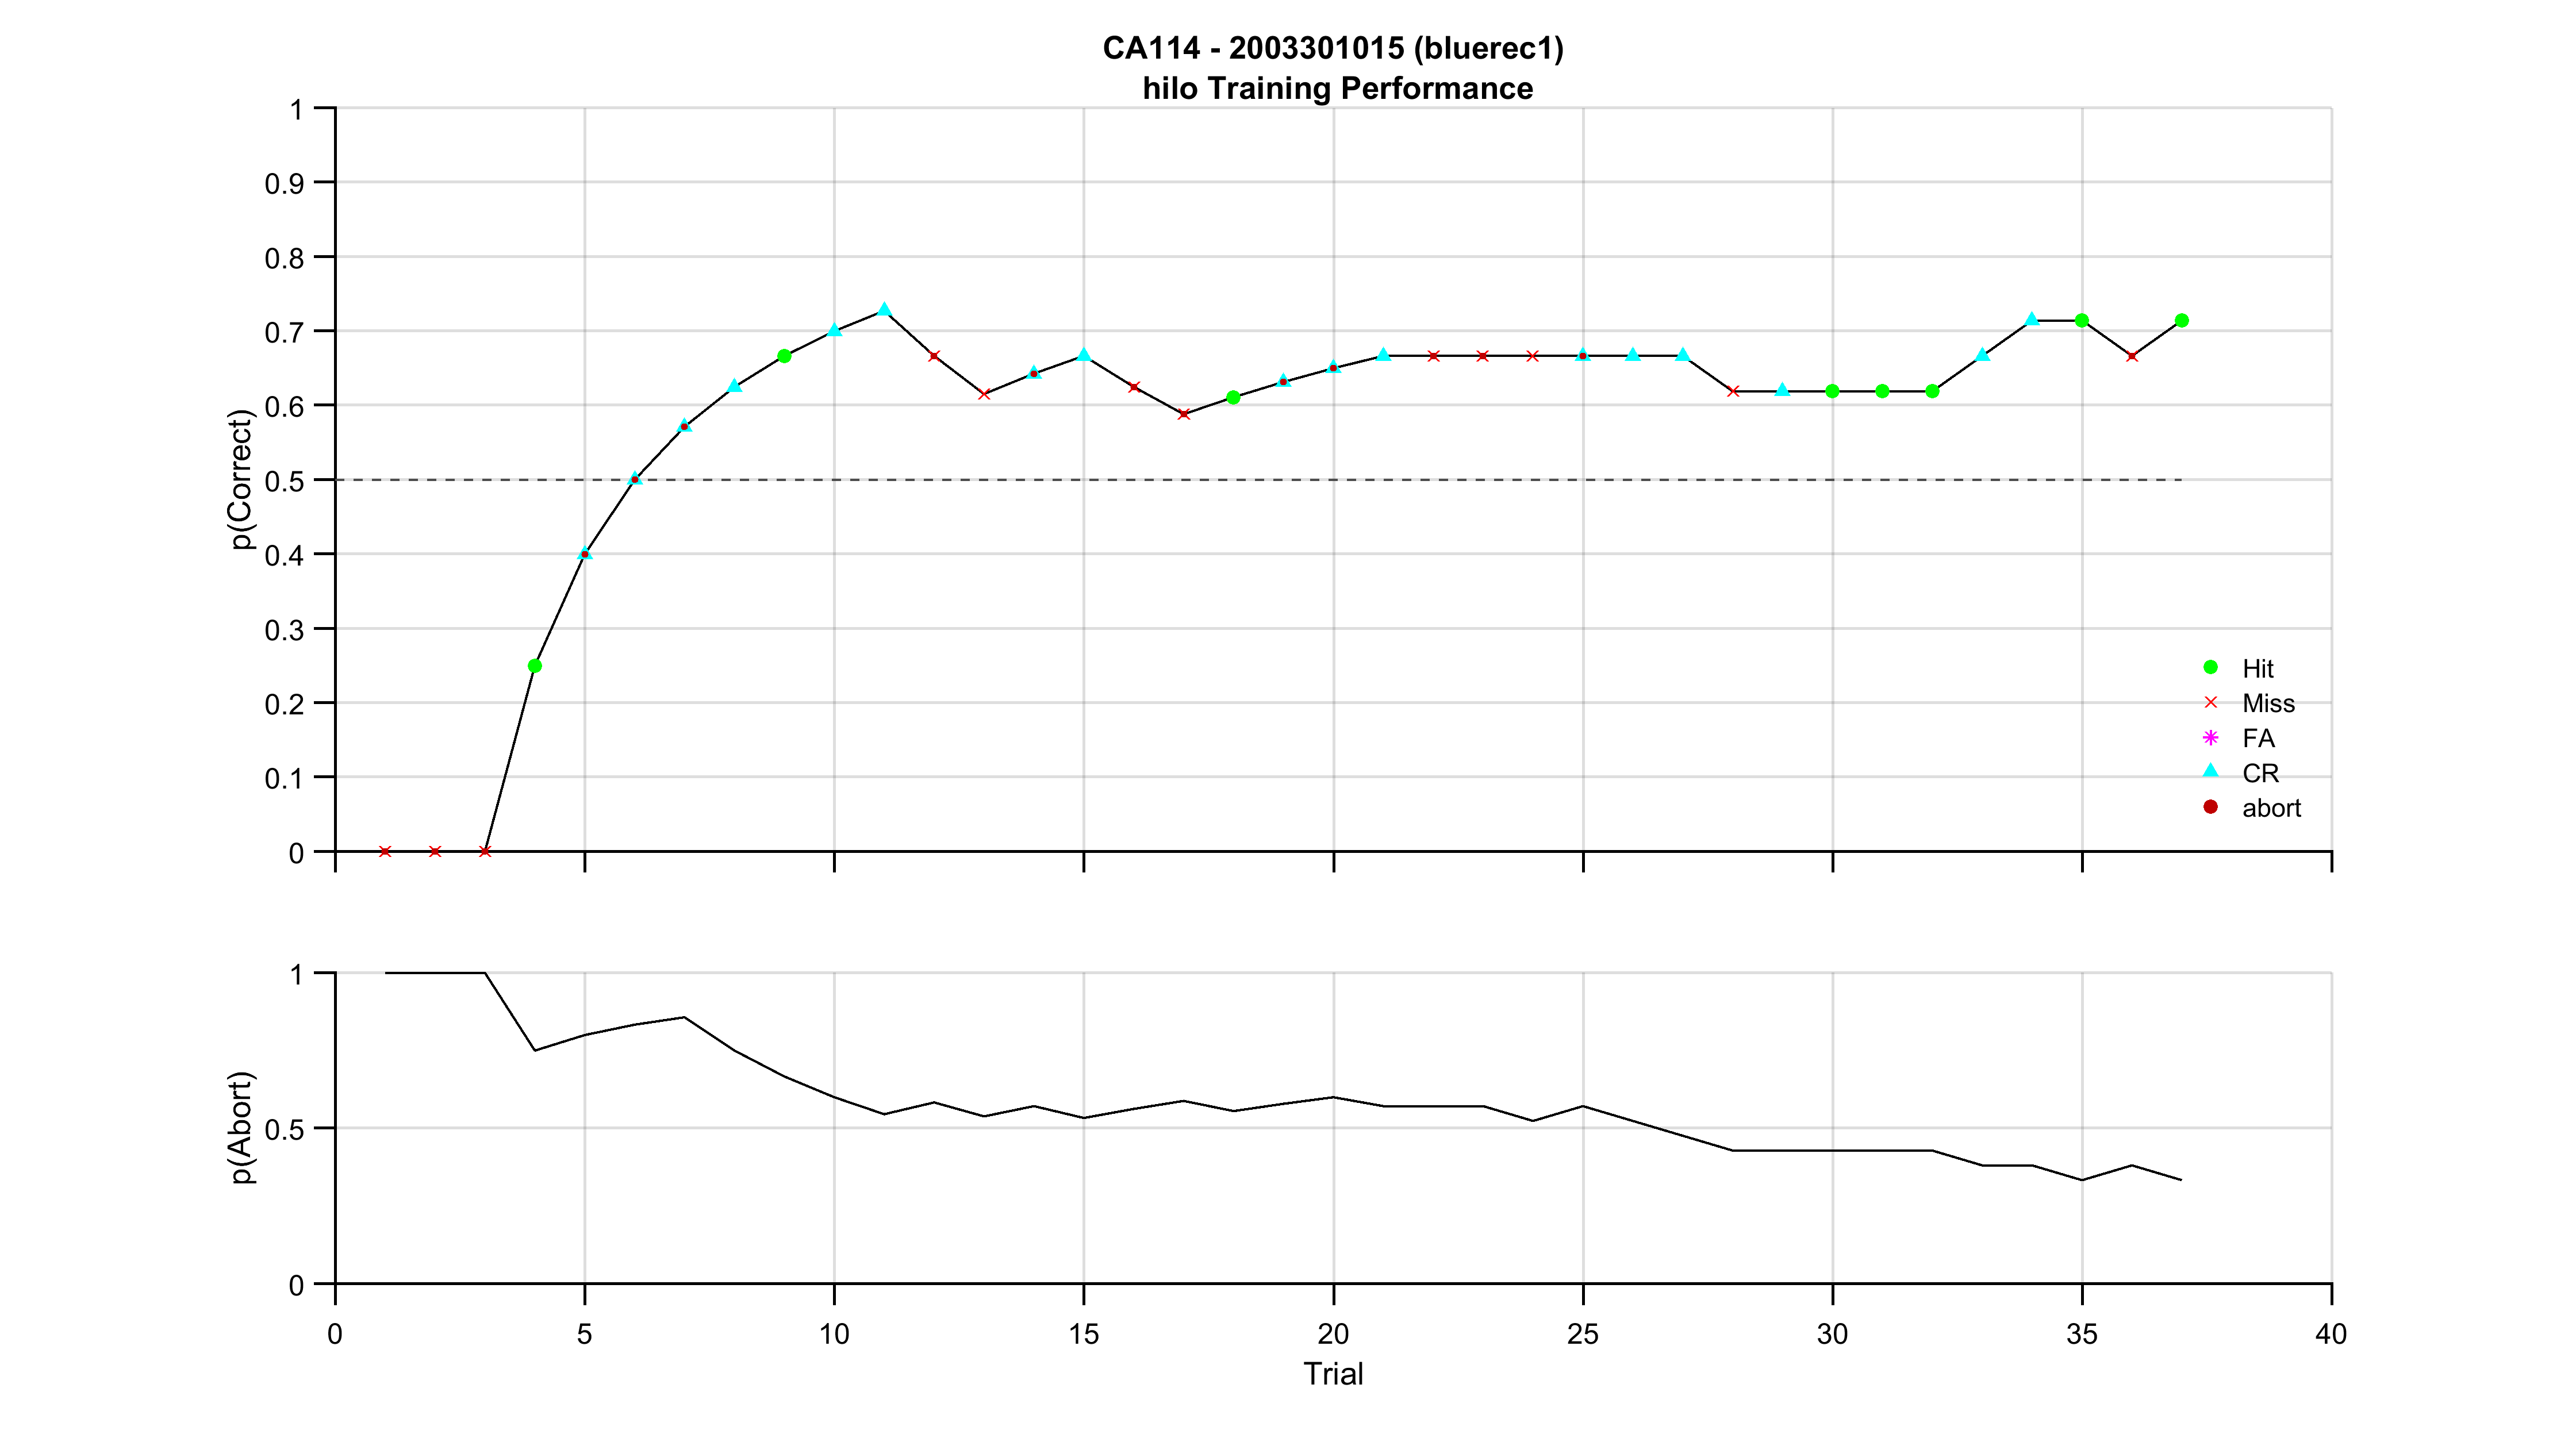 CA114 - 2003301015 (bluerec1)
hilo Training Performance
1
0.9
0.8
0.7
0.6
0.5
0.4
0.3
0.2
0.1
0
p(Correct)
Hit
Miss
FA
CR
abort
1
0.5
0
p(Abort)
0 5 10 15 20 25 30 35 40
Trial